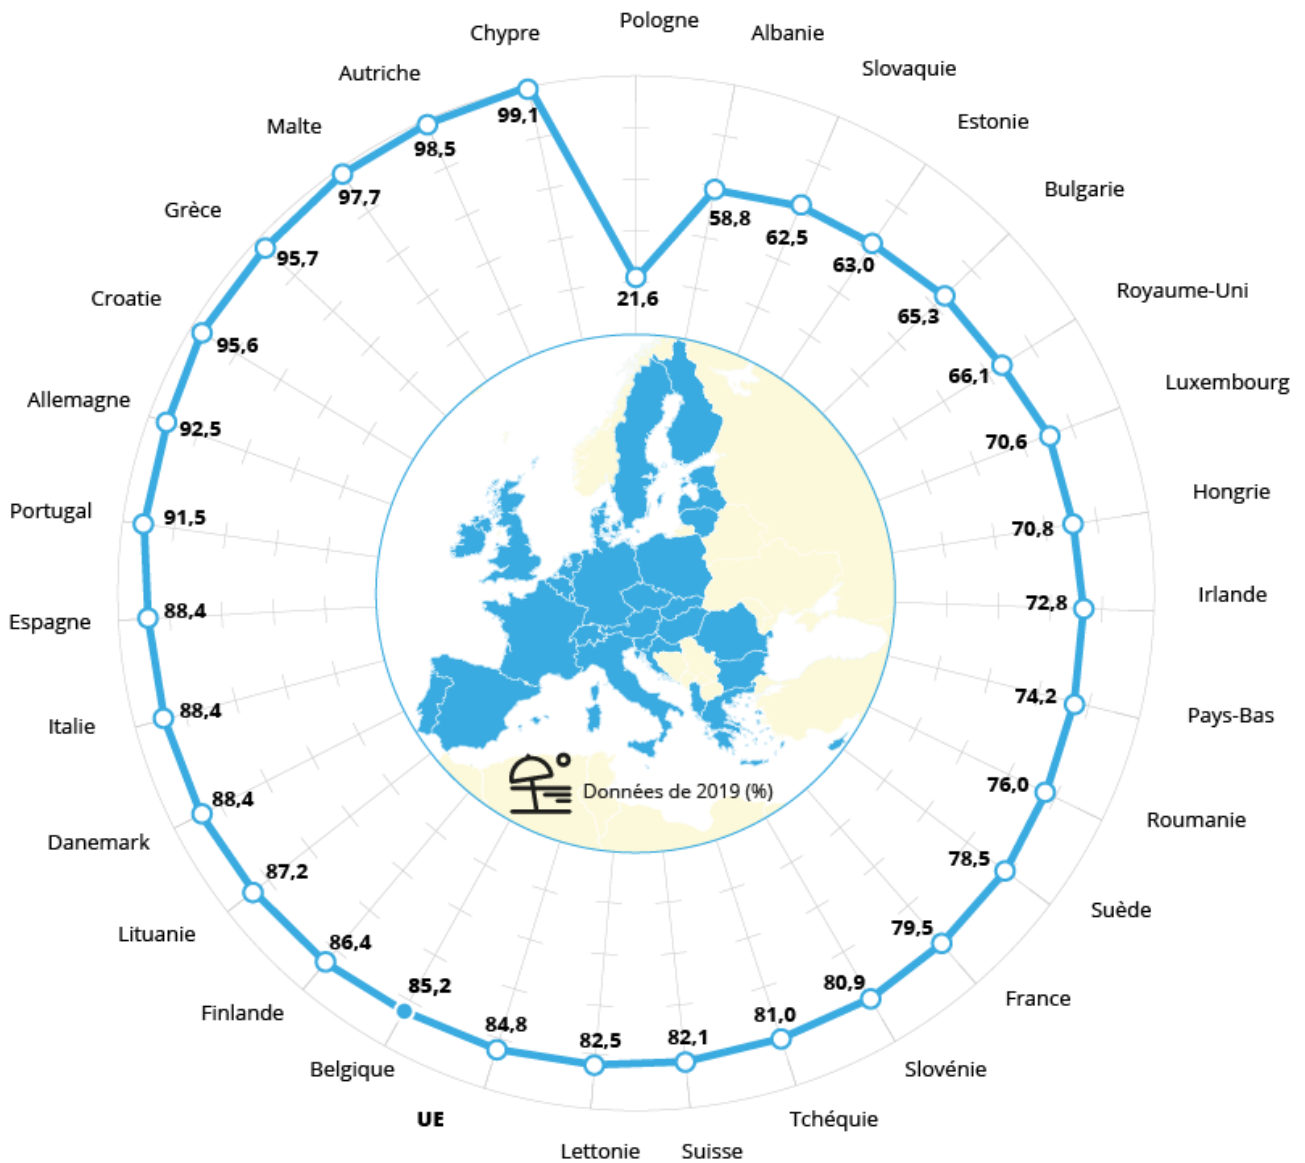 Pologne
21,6
Albanie
58,8
Slovaquie
62,5
Estonie
63,0
Bulgarie
65,3
Royaume-Uni
66,1
Luxembourg
70,6
Hongrie
70,8
Irlande
72,8
Pays-Bas
74,2
Roumanie
76,0
Suède
78,5
France
79,5
Slovénie
80,9
Tchéquie
81,0
Suisse
82,1
Lettonie
82,5
UE
84,8
Belgique
85,2
Finlande
86,4
Lituanie
87,2
Danemark
88,4
Italie
88,4
Espagne
88,4
Portugal
91,5
Allemagne
92,5
Croatie
95,6
Grèce
95,7
Malte
97,7
Autriche
98,5
Chypre
99,1
Données de 2019 (%)